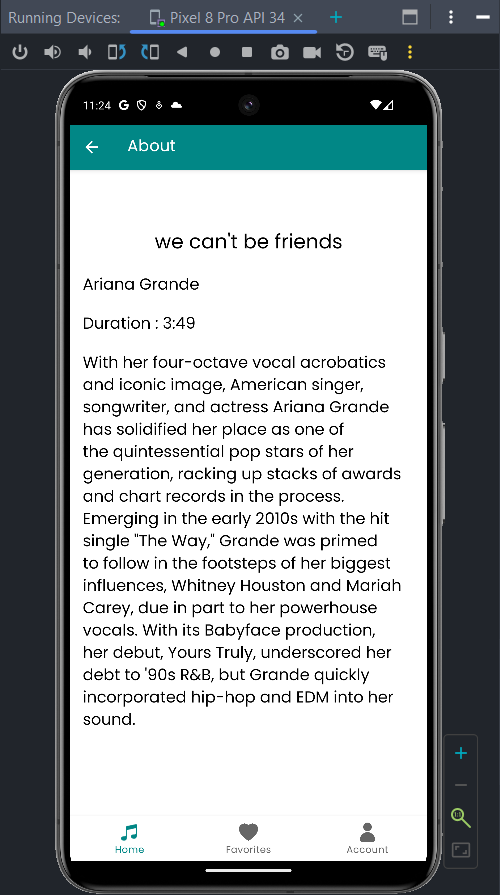 Running Devices:
Pixel 8 Pro API 34
11:24
About
we can't be friends
Ariana Grande
Duration : 3:49
With her four-octave vocal acrobatics
and iconic image, American singer,
songwriter, and actress Ariana Grande
has solidified her place as one of
the quintessential pop stars of her
generation, racking up stacks of awards
and chart records in the process.
Emerging in the early 2010s with the hit
single "The Way," Grande was primed
to follow in the footsteps of her biggest
influences, Whitney Houston and Mariah
Carey, due in part to her powerhouse
vocals. With its Babyface production,
her debut, Yours Truly, underscored her
debt to '90s R&B, but Grande quickly
incorporated hip-hop and EDM into her
sound.
Home
Favorites
Account